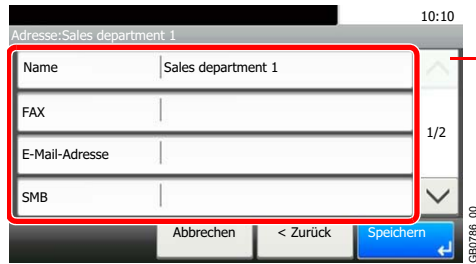 10:10
Adresse:Sales department 1
Name Sales department 1
FAX
1/2
E-Mail-Adresse
SMB
Abbrechen < Zurück Speichern
GB0786_00